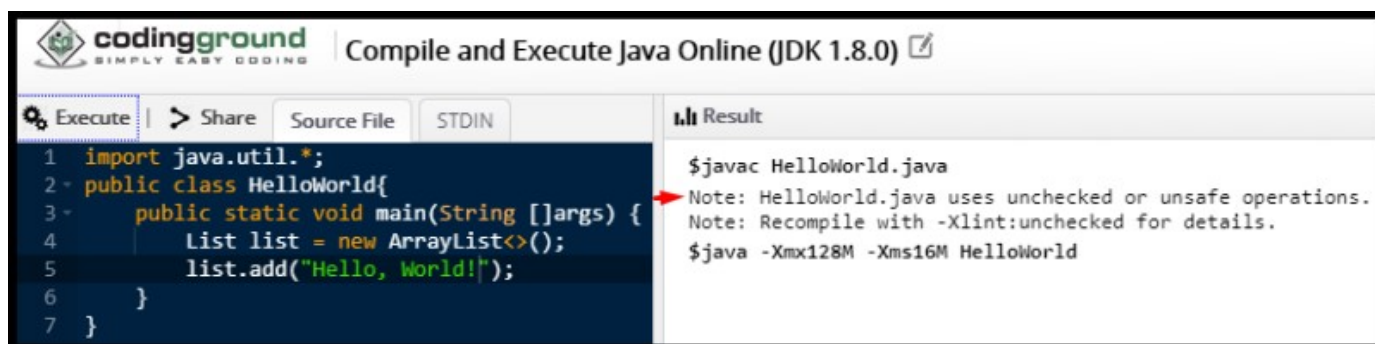 codingground
SIMPLY EASY CODING
Compile and Execute Java Online (JDK 1.8.0)
Execute | Share Source File STDIN
1 import java.util.*;
2 public class HelloWorld{
3 public static void main(String []args) {
4 List list = new ArrayList<>();
5 list.add("Hello, World!");
6 }
7 }
Result
$javac HelloWorld.java
Note: HelloWorld.java uses unchecked or unsafe operations.
Note: Recompile with -Xlint:unchecked for details.
$java -Xmx128M -Xms16M HelloWorld